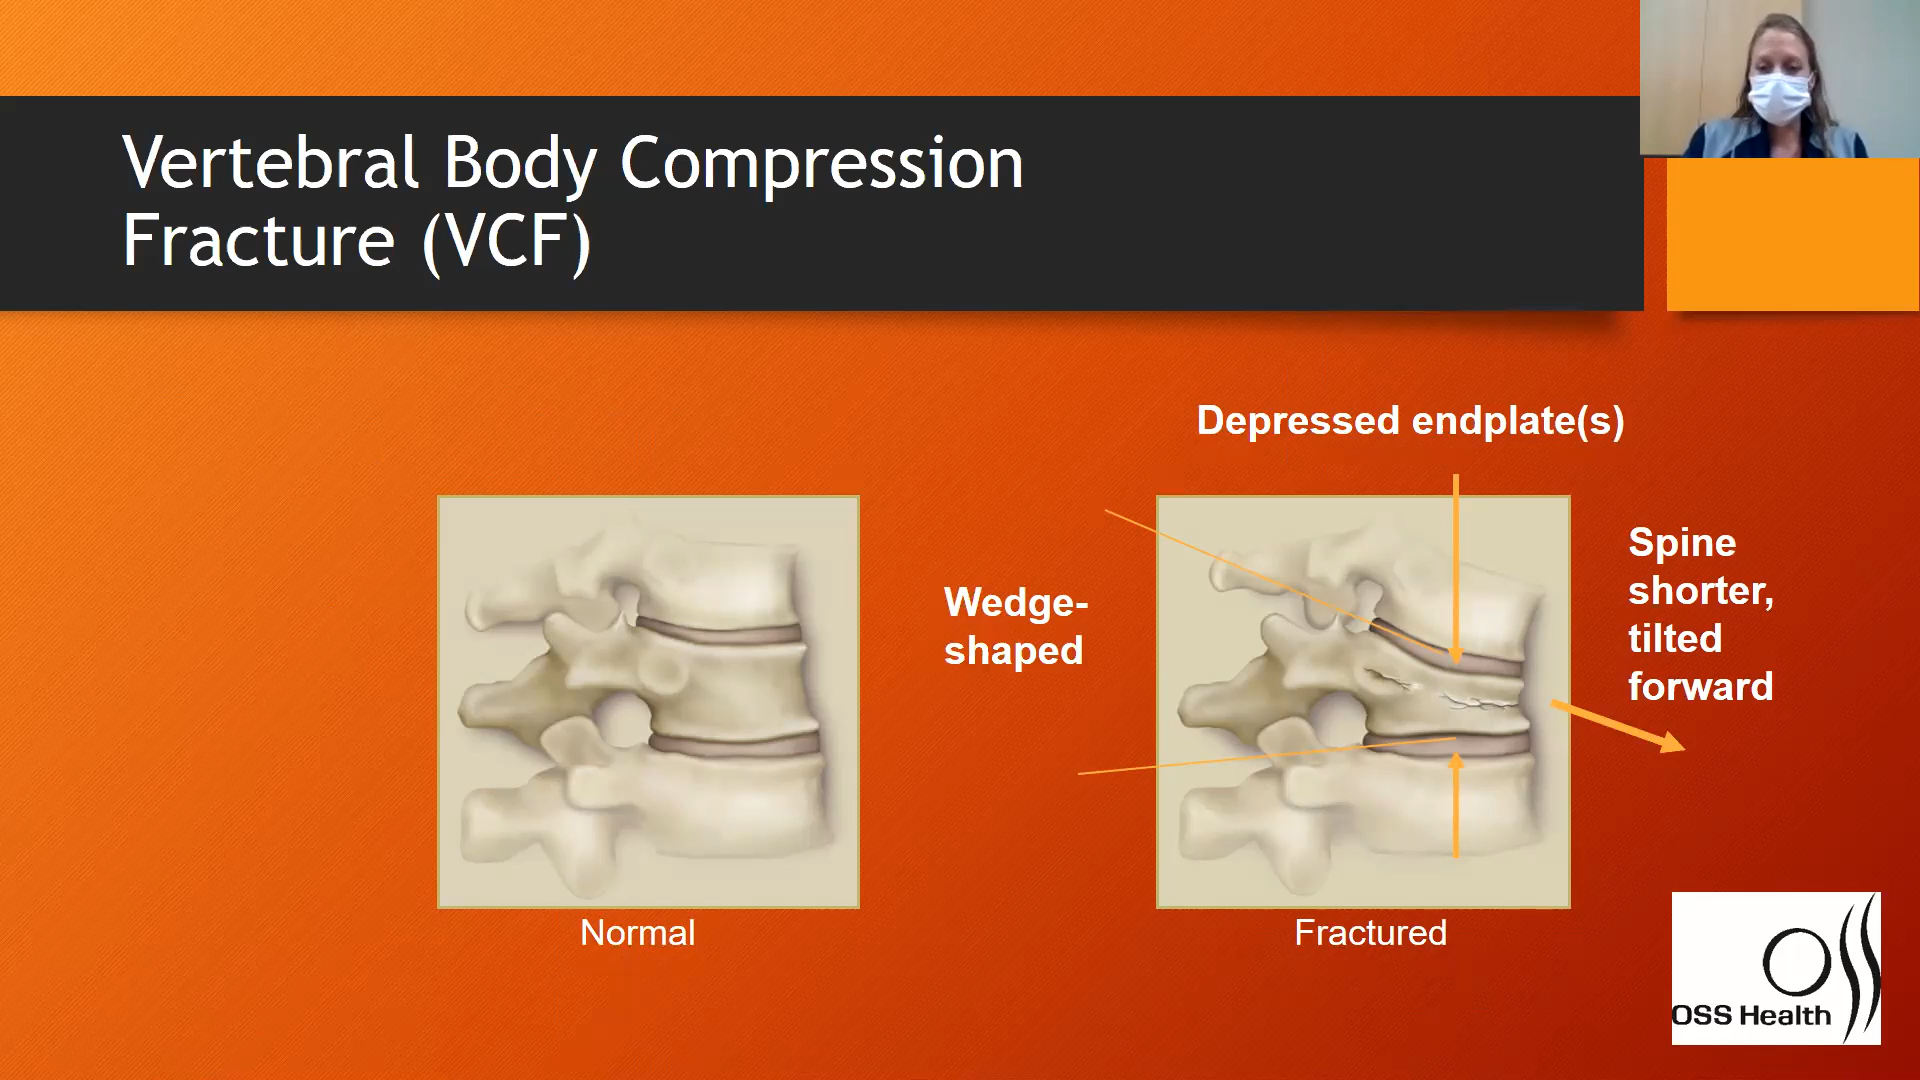 Vertebral Body Compression
Fracture (VCF)
Depressed endplate(s)
Wedge-
shaped
Spine
shorter,
tilted
forward
Normal
Fractured
OSS Health